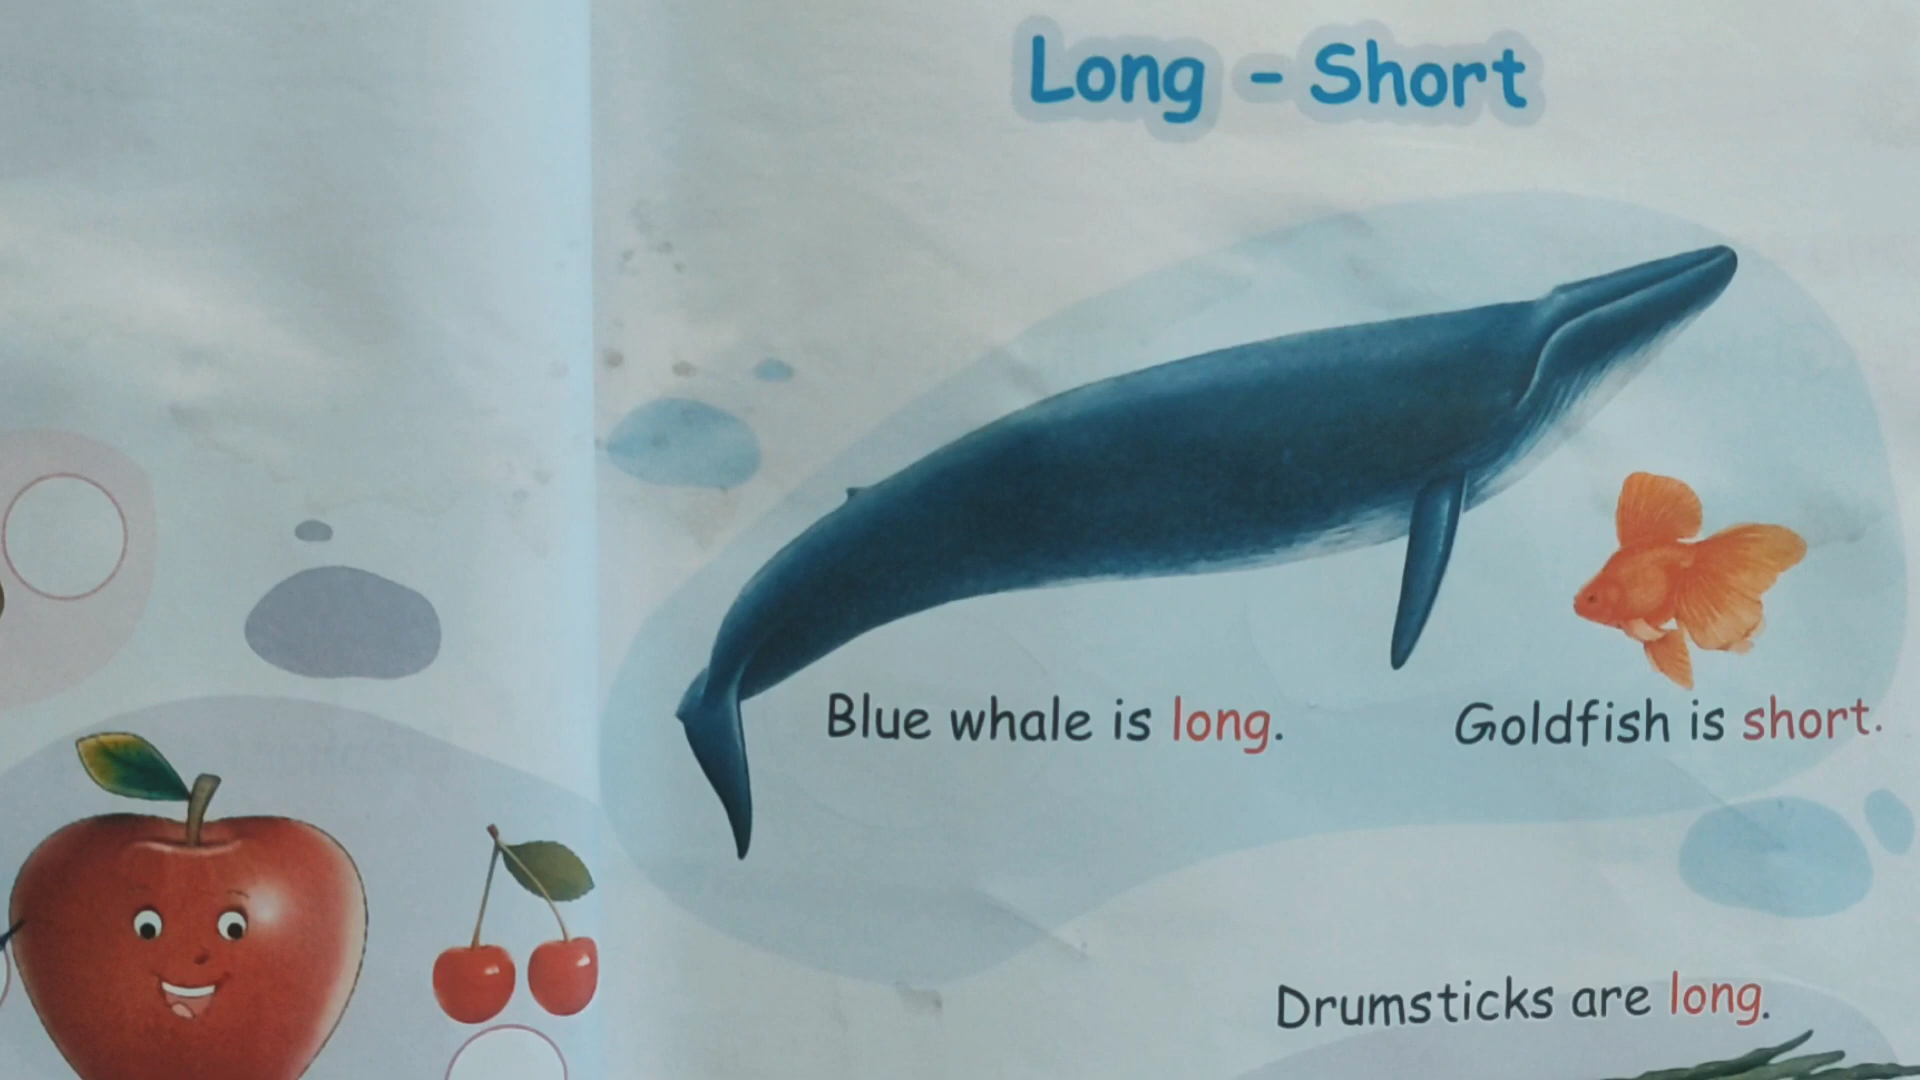 Long - Short
Blue whale is long.
Goldfish is short.
Drumsticks are long.